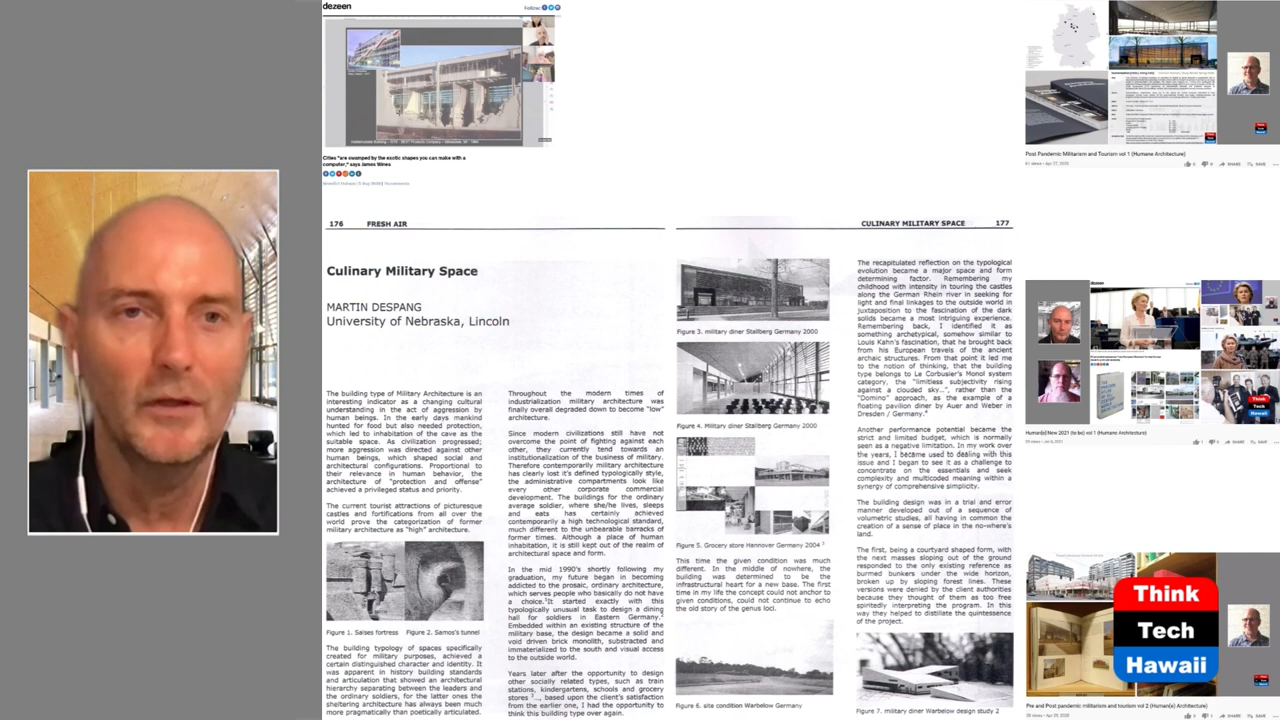 dezeen
Follow:
Cities "are swamped by the exotic shapes you can make with a
computer," says James Wines
176 FRESH AIR
Culinary Military Space
MARTIN DESPANG
University of Nebraska, Lincoln
The building type of Military Architecture is an
interesting indicator as a changing cultural
understanding in the act of aggression by
human beings. In the early days mankind
hunted for food but also needed protection,
which led to inhabitation of the cave as the
suitable space. As civilization progressed;
more aggression was directed against other
human beings, which shaped social and
architectural configurations. Proportional to
their relevance in human behavior, the
architecture of "protection and offense"
achieved a privileged status and priority.
The current tourist attractions of picturesque
castles and fortifications from all over the
world prove the categorization of former
military architecture as "high" architecture.
Figure 1. Salses fortress Figure 2. Samos's tunnel
The building typology of spaces specifically
created for military purposes, achieved a
certain distinguished character and identity. It
was apparent in history building standards
and articulation that showed an architectural
hierarchy separating between the leaders and
the ordinary soldiers, for the latter ones the
sheltering architecture has always been much
more pragmatically than poetically articulated.
Throughout the modern times of
industrialization military architecture was
finally overall degraded down to become "low"
architecture.
Since modern civilizations still have not
overcome the point of fighting against each
other, they currently tend towards an
institutionalization of the business of military.
Therefore contemporarily military architecture
has clearly lost it's defined typologically style,
the administrative compartments look like
every other corporate commercial
development. The buildings for the ordinary
average soldier, where she/he lives, sleeps
and eats has certainly achieved
contemporarily a high technological standard,
much different to the unbearable barracks of
former times. Although a place of human
inhabitation, it is still kept out of the realm of
architectural space and form.
In the mid 1990's shortly following my
graduation, my future began in becoming
addicted to the prosaic, ordinary architecture,
which serves people who basically do not have
a choice.¹It started exactly with this
typologically unusual task to design a dining
hall for soldiers in Eastern Germany.²
Embedded within an existing structure of the
military base, the design became a solid and
void driven brick monolith, substracted and
immaterialized to the south and visual access
to the outside world.
Years later after the opportunity to design
other socially related types, such as train
stations, kindergartens, schools and grocery
stores ³..., based upon the client's satisfaction
from the earlier one, I had the opportunity to
think this building type over again.
CULINARY MILITARY SPACE 177
Figure 3. military diner Stallberg Germany 2000
Figure 4. Military diner Stallberg Germany 2000
Figure 5. Grocery store Hannover Germany 2004 ³
This time the given condition was much
different. In the middle of nowhere, the
building was determined to be the
infrastructural heart for a new base. The first
time in my life the concept could not anchor to
given conditions, could not continue to echo
the old story of the genus loci.
Figure 6. site condition Warbelow Germany
The recapitulated reflection on the typological
evolution became a major space and form
determining factor. Remembering my
childhood with intensity in touring the castles
along the German Rhein river in seeking for
light and final linkages to the outside world in
juxtaposition to the fascination of the dark
solids became a most intriguing experience.
Remembering back, I identified it as
something archetypical, somehow similar to
Louis Kahn's fascination, that he brought back
from his European travels of the ancient
archaic structures. From that point it led me
to the notion of thinking, that the building
type belongs to Le Corbusier's Monol system
category, the "limitless subjectivity rising
against a clouded sky...", rather than the
"Domino" approach, as the example of a
floating pavilion diner by Auer and Weber in
Dresden / Germany.⁴
Another performance potential became the
strict and limited budget, which is normally
seen as a negative limitation. In my work over
the years, I became used to dealing with this
issue and I began to see it as a challenge to
concentrate on the essentials and seek
complexity and multicoded meaning within a
synergy of comprehensive simplicity.
The building design was in a trial and error
manner developed out of a sequence of
volumetric studies, all having in common the
creation of a sense of place in the no-where's
land.
The first, being a courtyard shaped form, with
the next masses sloping out of the ground
responded to the only existing reference as
burmed bunkers under the wide horizon,
broken up by sloping forest lines. These
versions were denied by the client authorities
because they thought of them as too free
spiritedly interpreting the program. In this
way they helped to distillate the quintessence
of the project.
Figure 7. military diner Warbelow design study 2
Post Pandemic Militarism and Tourism vol 1 (Humane Architecture)
61 views • Apr 27, 2020
0 0 SHARE SAVE ...
dezeen
Think
Tech
Hawaii
Human(e) New 2021 (to be) vol 1 (Humane Architecture)
1 0 SHARE SAVE ...
Think
Tech
Hawaii
Pre and Post pandemic militarism and tourism vol 2 (Human(e) Architecture)
0 SHARE SAVE ...